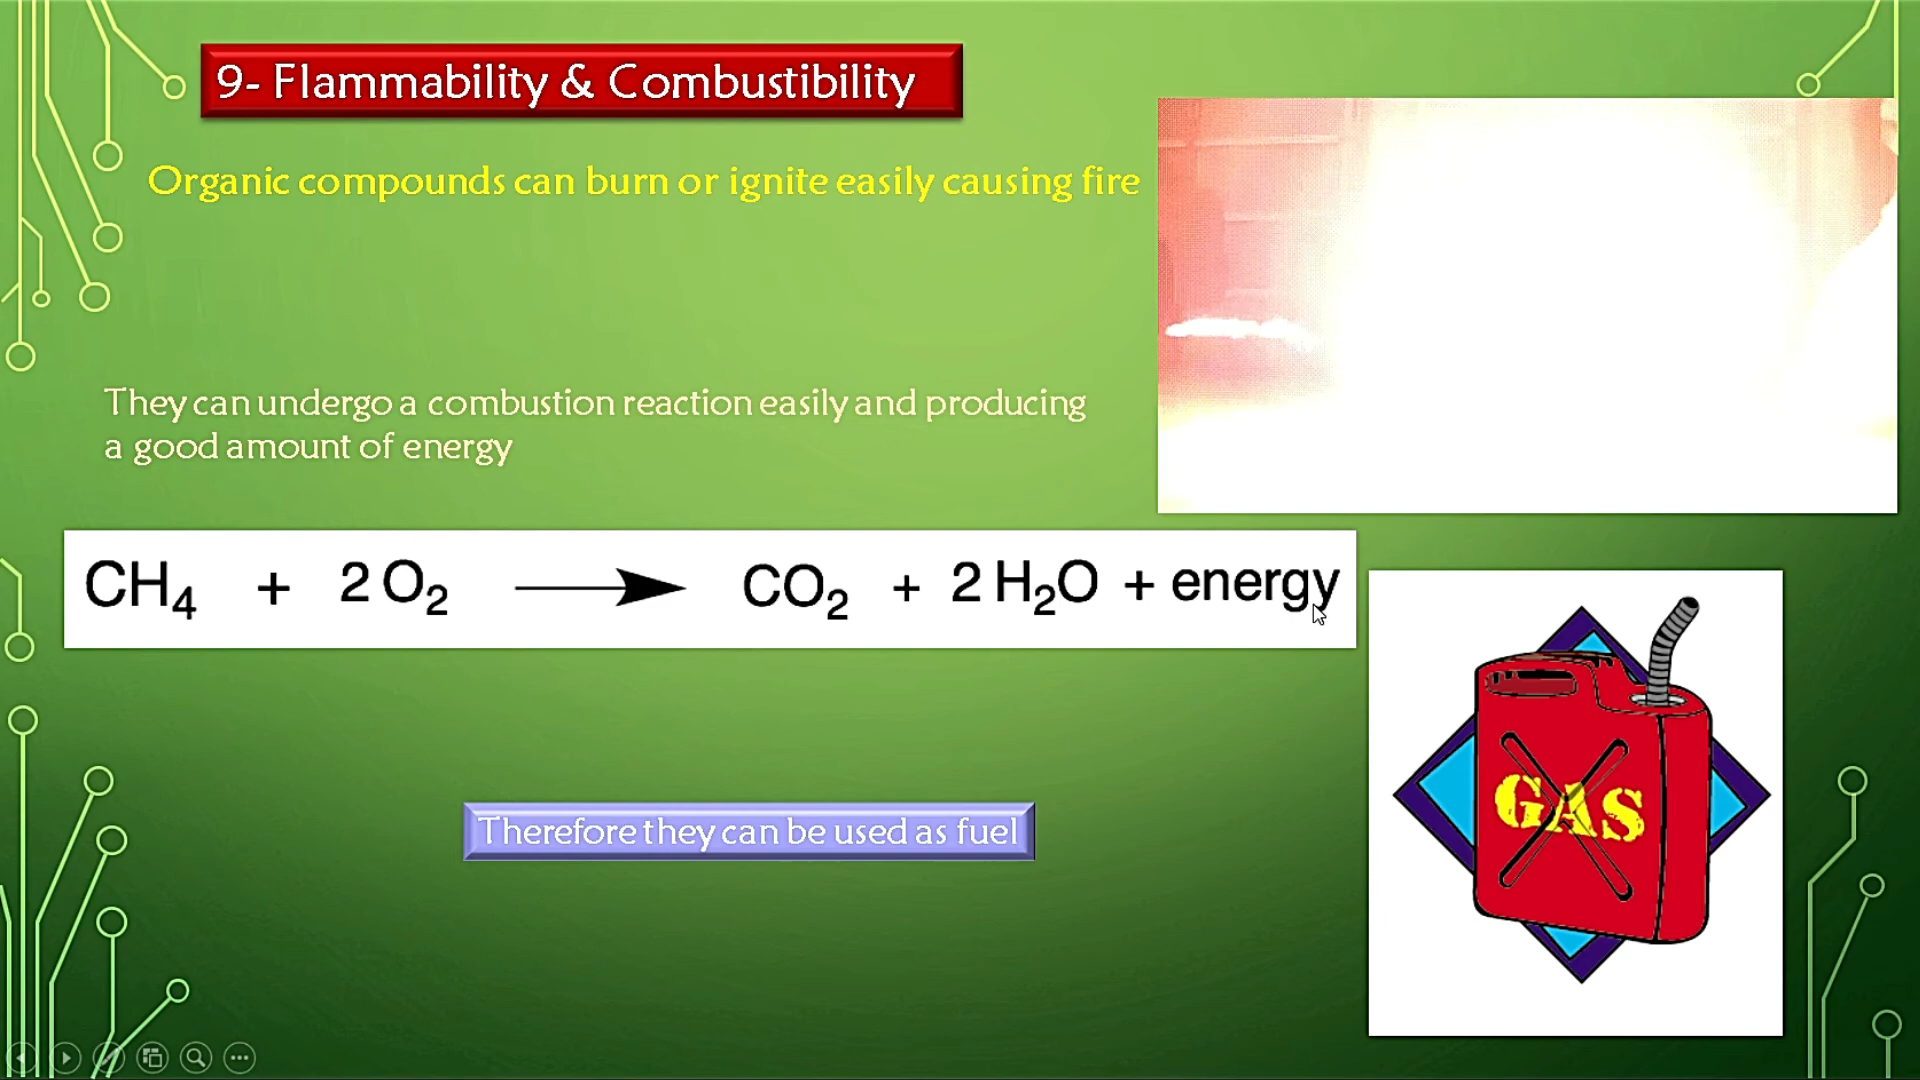 9- Flammability & Combustibility
Organic compounds can burn or ignite easily causing fire
They can undergo a combustion reaction easily and producing
a good amount of energy
CH₄ + 2 O₂ ⟶ CO₂ + 2 H₂O + energy
GAS
Therefore they can be used as fuel